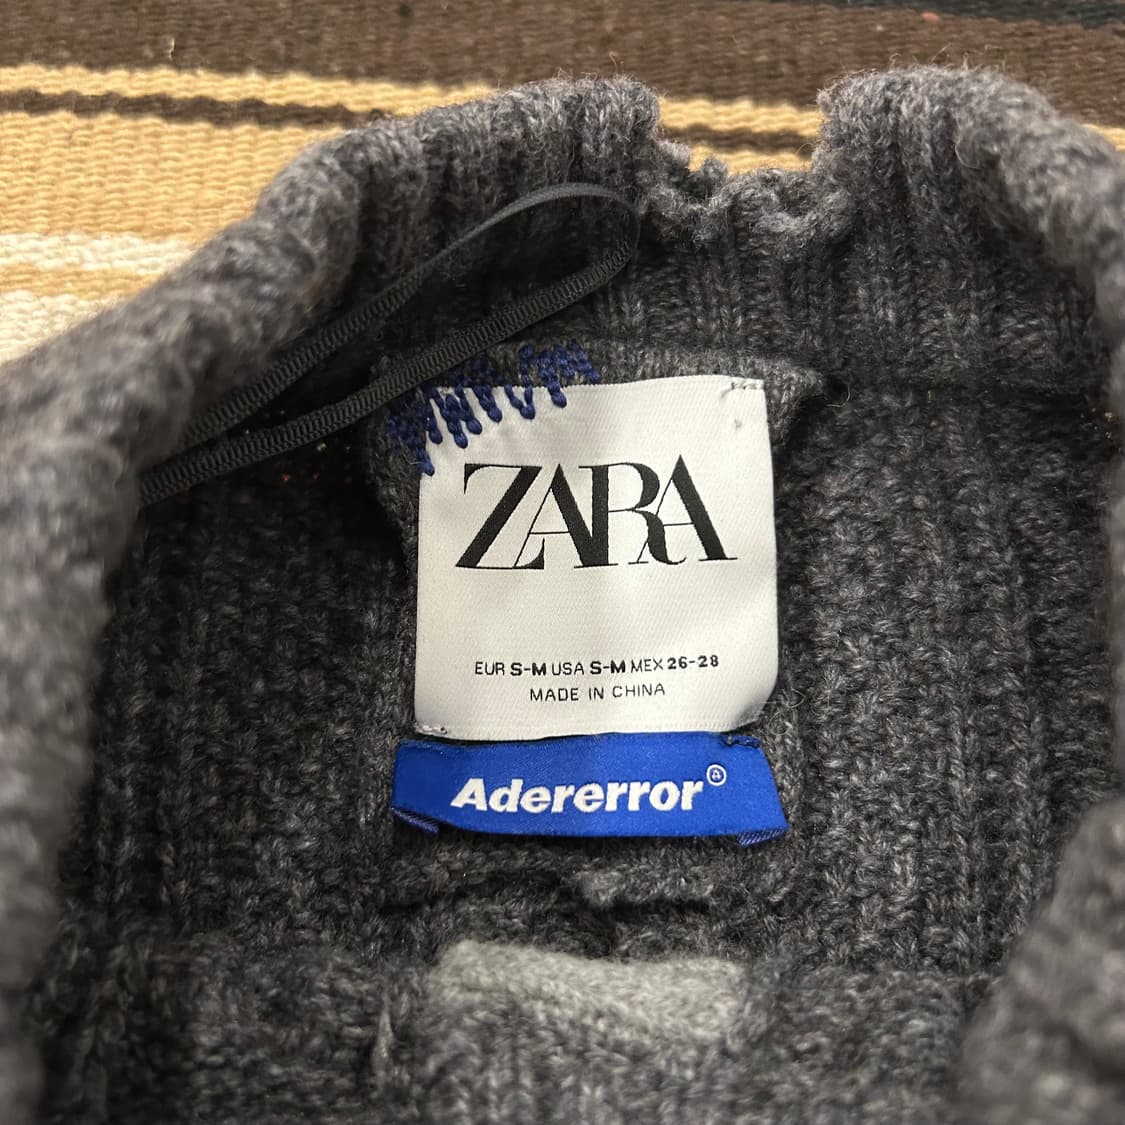 ZARA
EUR S-M USA S-M MEX 26-28
MADE IN CHINA
Adererror Ⓐ